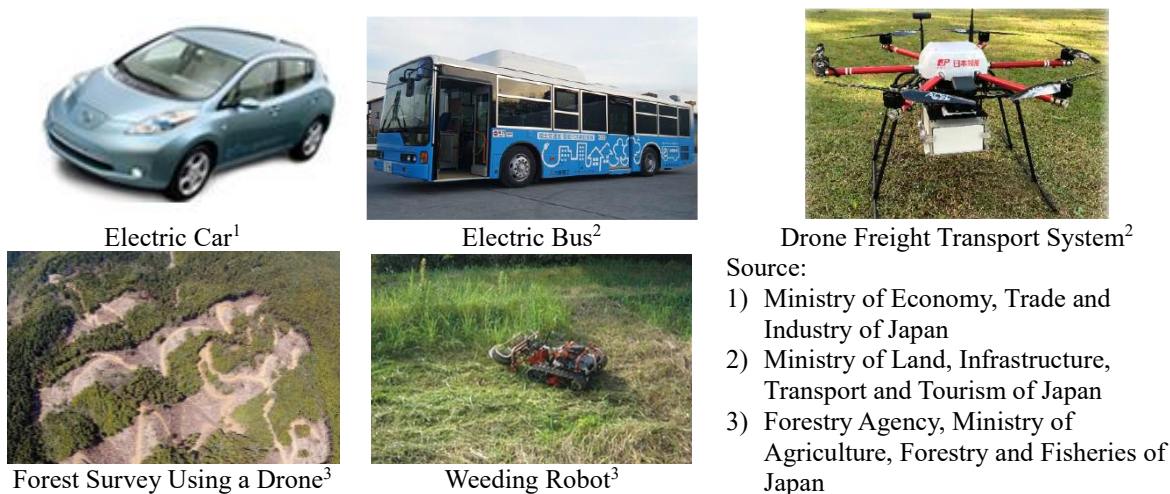 日本郵便
Electric Car1
Electric Bus2
Drone Freight Transport System2
Source:
1) Ministry of Economy, Trade and
Industry of Japan
2) Ministry of Land, Infrastructure,
Transport and Tourism of Japan
3) Forestry Agency, Ministry of
Agriculture, Forestry and Fisheries of
Japan
Forest Survey Using a Drone3
Weeding Robot3